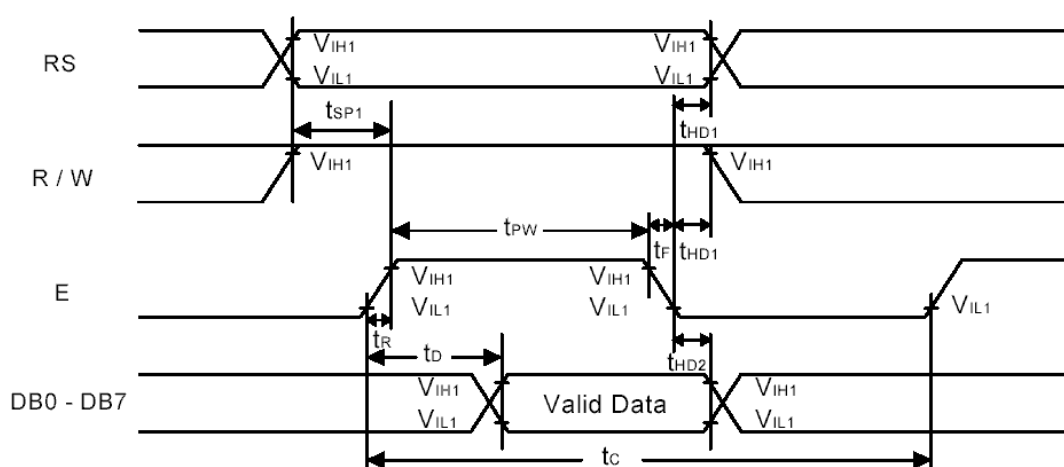 RS
VIH1
VIH1
VIL1
VIL1
tSP1
tHD1
R / W
VIH1
VIH1
tPW
tF
tHD1
E
VIH1
VIH1
VIL1
VIL1
VIL1
tR
tD
tHD2
DB0 - DB7
VIH1
Valid Data
VIH1
VIL1
VIL1
tC